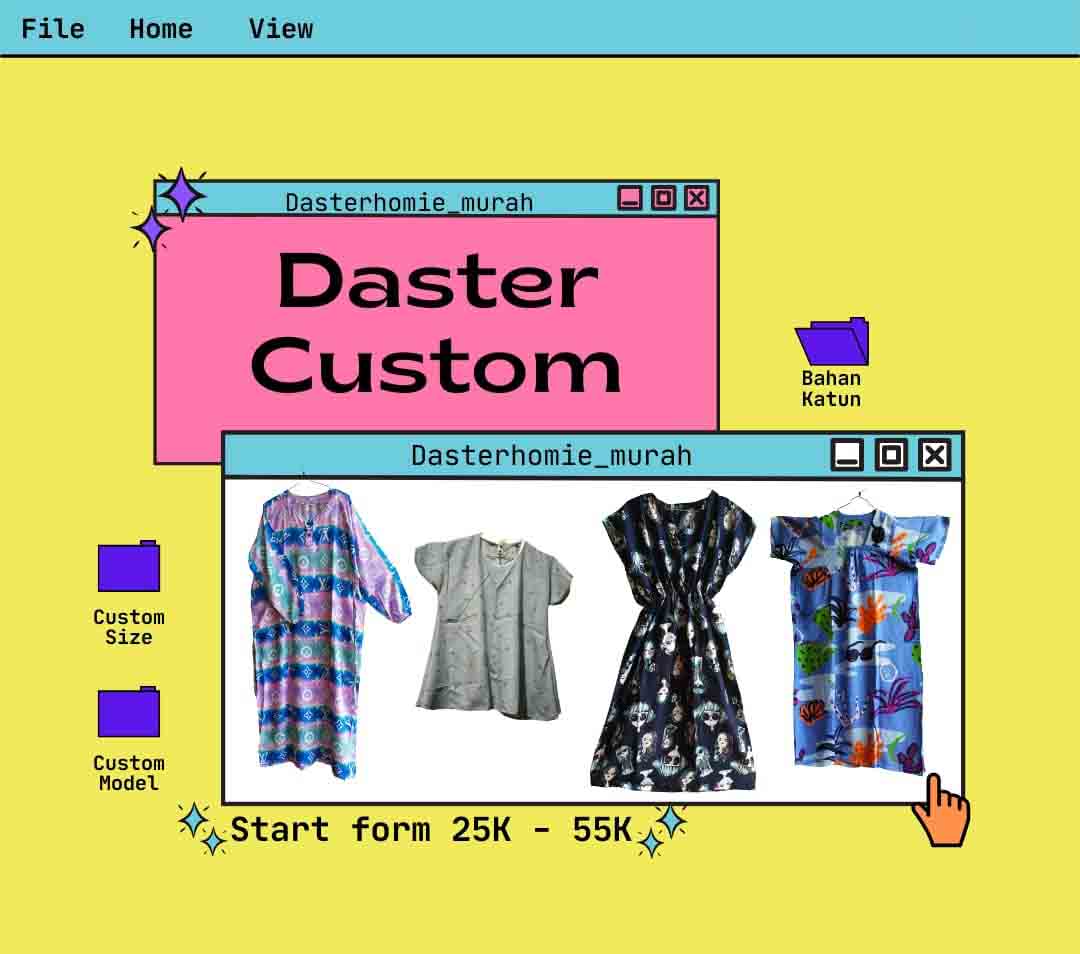 File Home View
Dasterhomie_murah
Daster
Custom
Bahan
Katun
Dasterhomie_murah
Custom
Size
Custom
Model
Start form 25K - 55K